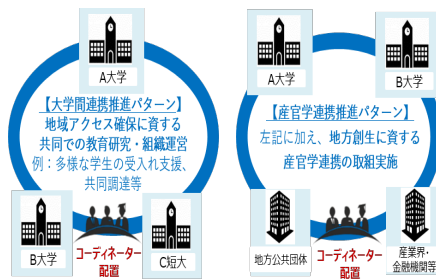 A大学
【大学間連携推進パターン】
地域アクセス確保に資する
共同での教育研究・組織運営
例：多様な学生の受入れ支援、
共同調達等
B大学
コーディネーター
配置
C短大
A大学
B大学
【産官学連携推進パターン】
左記に加え、地方創生に資する
産官学連携の取組実施
地方公共団体
コーディネーター
配置
産業界・
金融機関等